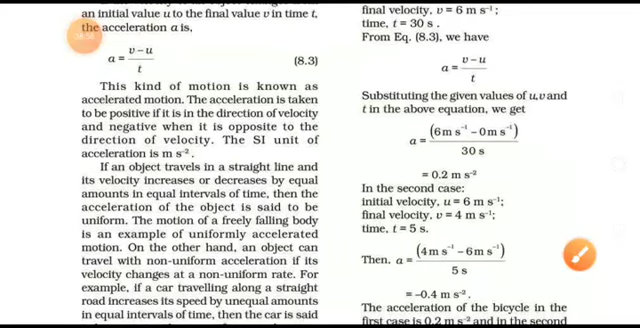 an initial value u to the final value v in time t,
the acceleration a is,
a = v – u / t (8.3)
This kind of motion is known as
accelerated motion. The acceleration is taken
to be positive if it is in the direction of velocity
and negative when it is opposite to the
direction of velocity. The SI unit of
acceleration is m s⁻².
If an object travels in a straight line and
its velocity increases or decreases by equal
amounts in equal intervals of time, then the
acceleration of the object is said to be
uniform. The motion of a freely falling body
is an example of uniformly accelerated
motion. On the other hand, an object can
travel with non-uniform acceleration if its
velocity changes at a non-uniform rate. For
example, if a car travelling along a straight
road increases its speed by unequal amounts
in equal intervals of time, then the car is said
final velocity, v = 6 m s⁻¹;
time, t = 30 s.
From Eq. (8.3), we have
a = v – u / t
Substituting the given values of u,v and
t in the above equation, we get
a = (6 m s⁻¹ – 0 m s⁻¹) / 30 s
= 0.2 m s⁻²
In the second case:
initial velocity, u = 6 m s⁻¹;
final velocity, v = 4 m s⁻¹;
time, t = 5 s.
Then, a = (4 m s⁻¹ – 6 m s⁻¹) / 5 s
= –0.4 m s⁻².
The acceleration of the bicycle in the
first case is 0.2 m s⁻² and in the second